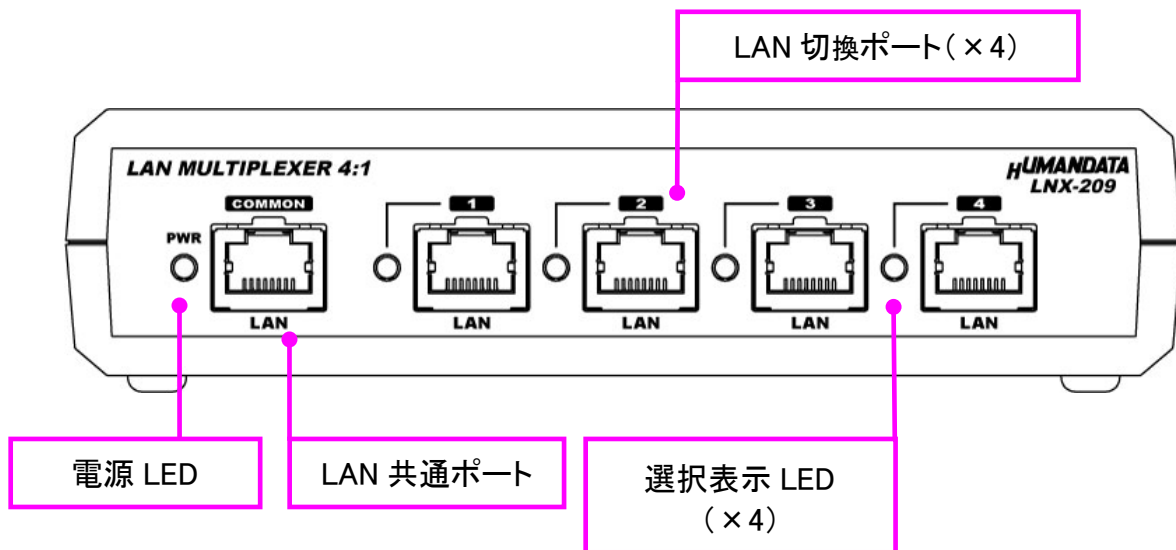 LAN 切換ポート(×4)
LAN MULTIPLEXER 4:1
HUMANDATA
LNX-209
COMMON
1
2
3
4
PWR
LAN
LAN
LAN
LAN
LAN
電源 LED
LAN 共通ポート
選択表示 LED
(×4)